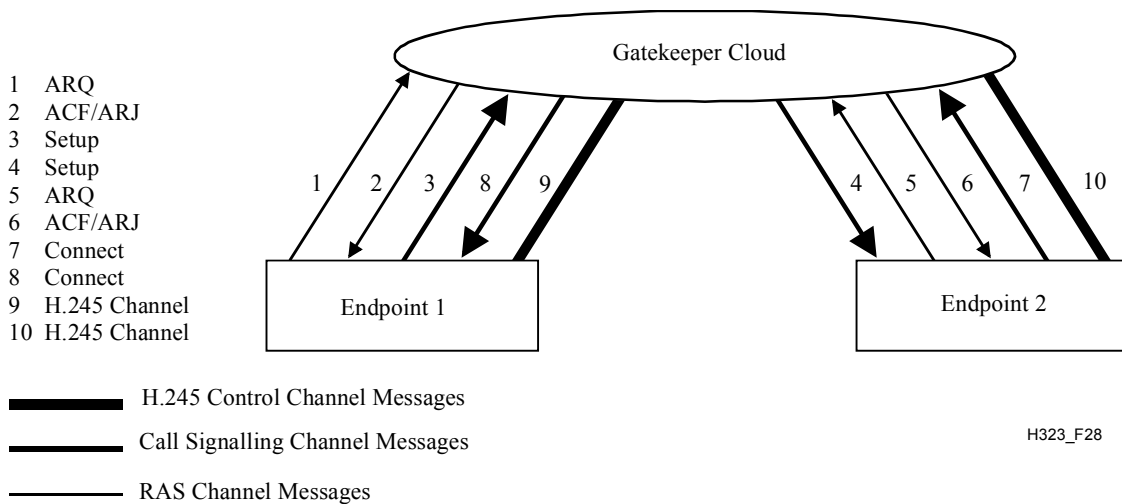 Gatekeeper Cloud
1 ARQ
2 ACF/ARJ
3 Setup
4 Setup
5 ARQ
6 ACF/ARJ
7 Connect
8 Connect
9 H.245 Channel
10 H.245 Channel
1 2 3 8 9 4 5 6 7 10
Endpoint 1
Endpoint 2
H.245 Control Channel Messages
Call Signalling Channel Messages
H323_F28
RAS Channel Messages